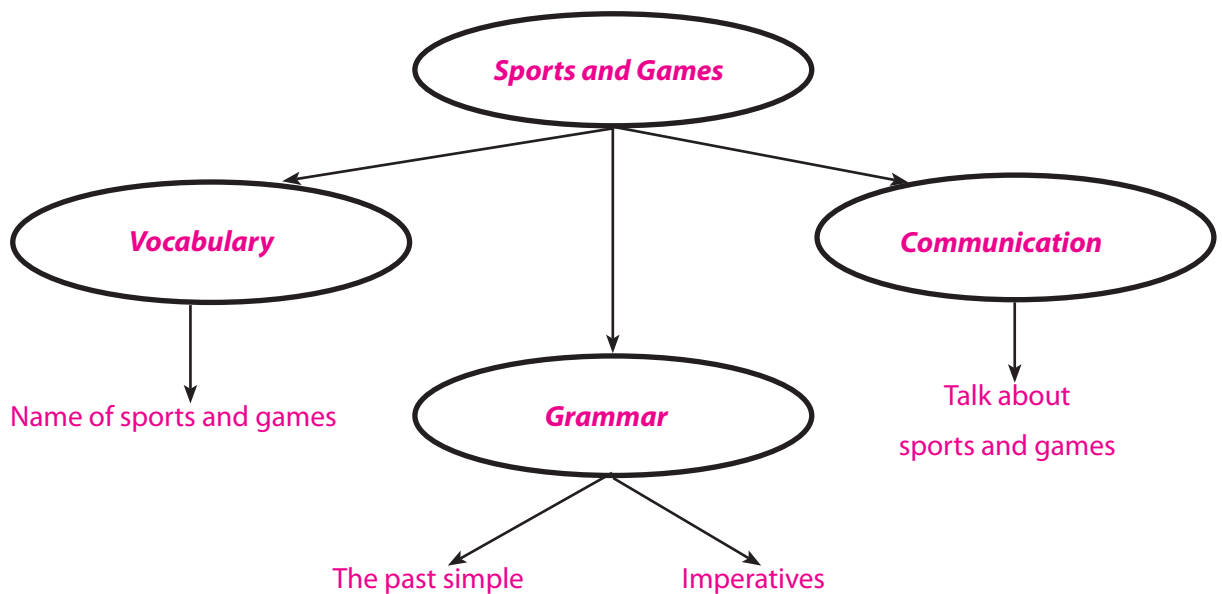 Sports and Games
Vocabulary
Communication
Name of sports and games
Grammar
Talk about
sports and games
The past simple
Imperatives